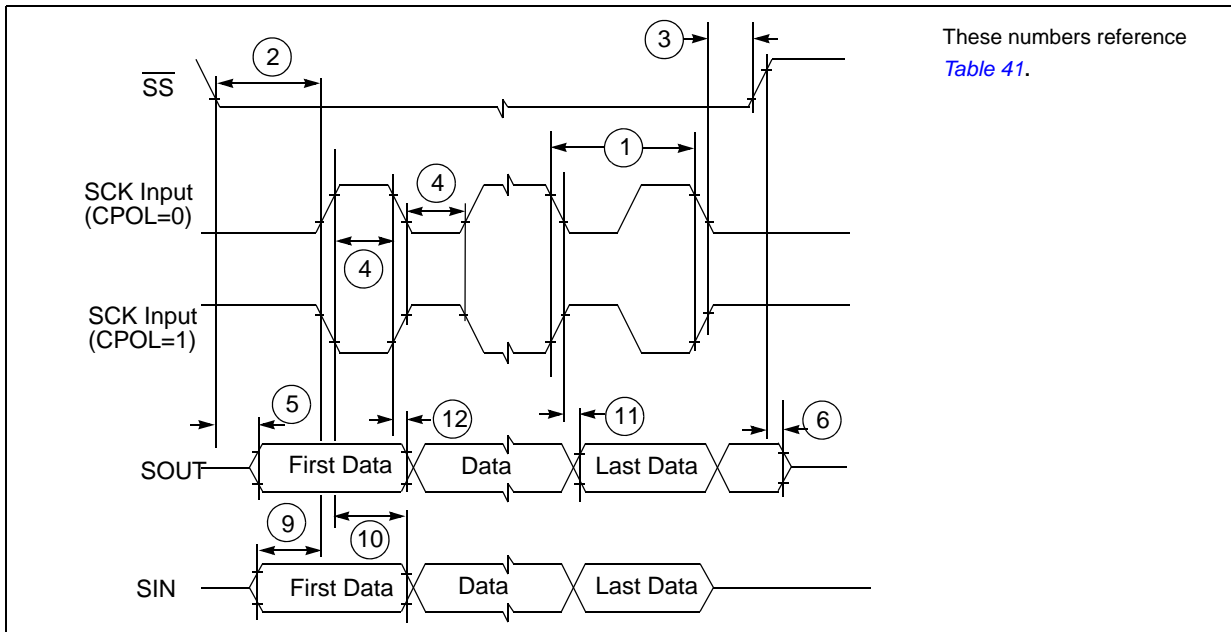 These numbers reference
Table 41.
3
2
SS
1
SCK Input
(CPOL=0)
4
4
SCK Input
(CPOL=1)
5
12
11
6
SOUT
First Data
Data
Last Data
9
10
SIN
First Data
Data
Last Data